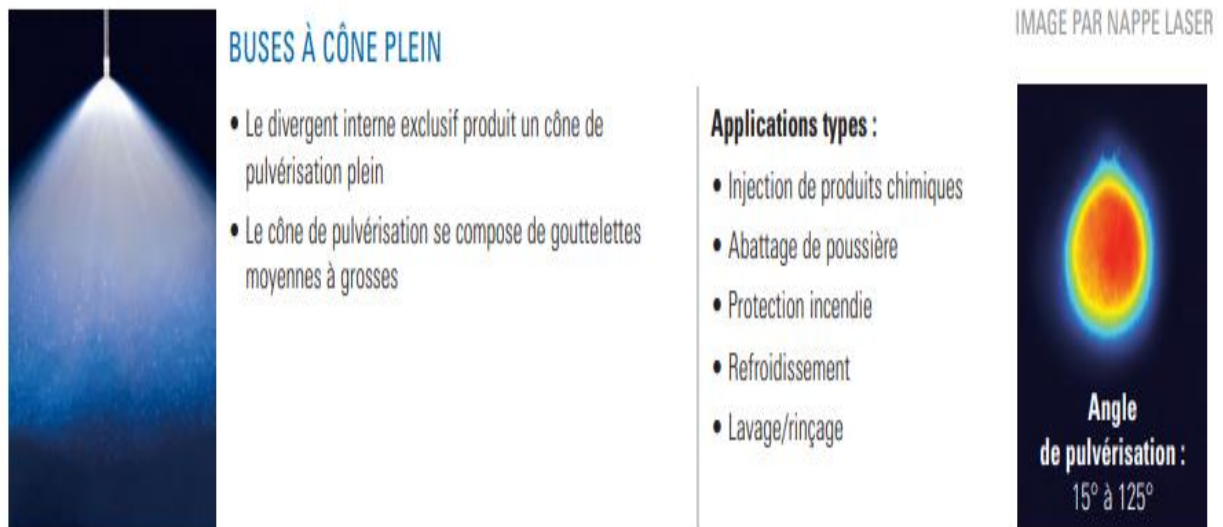 BUSES À CÔNE PLEIN
• Le divergent interne exclusif produit un cône de
pulvérisation plein
• Le cône de pulvérisation se compose de gouttelettes
moyennes à grosses
Applications types :
• Injection de produits chimiques
• Abattage de poussière
• Protection incendie
• Refroidissement
• Lavage/rinçage
IMAGE PAR NAPPE LASER
Angle
de pulvérisation :
15° à 125°